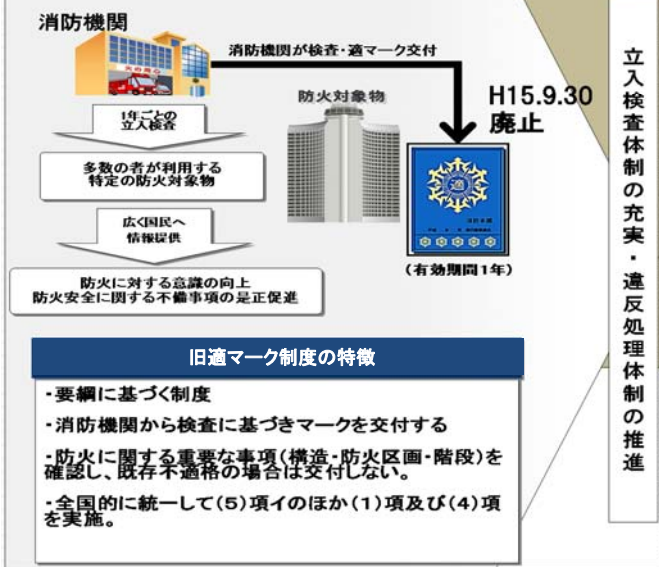 消防機関
消防機関が検査・適マーク交付
1年ごとの
立入検査
防火対象物
H15.9.30
廃止
多数の者が利用する
特定の防火対象物
適
広く国民へ
情報提供
(有効期間1年)
防火に対する意識の向上
防火安全に関する不備事項の是正促進
立入検査体制の充実・違反処理体制の推進
旧適マーク制度の特徴
・要綱に基づく制度
・消防機関から検査に基づきマークを交付する
・防火に関する重要な事項(構造・防火区画・階段)を
確認し、既存不適格の場合は交付しない。
・全国的に統一して(5)項イのほか(1)項及び(4)項
を実施。